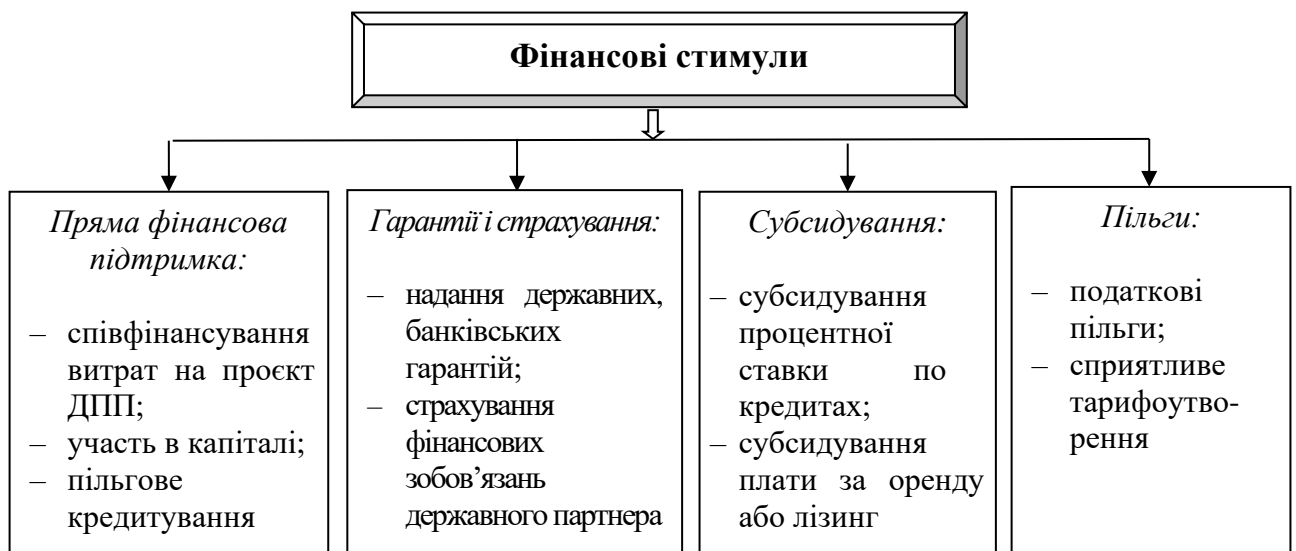 Фінансові стимули
Пряма фінансова
підтримка:
– співфінансування
витрат на проєкт
ДПП;
– участь в капіталі;
– пільгове
кредитування
Гарантії і страхування:
– надання державних,
банківських
гарантій;
– страхування
фінансових
зобов’язань
державного партнера
Субсидування:
– субсидування
процентної
ставки по
кредитах;
– субсидування
плати за оренду
або лізинг
Пільги:
– податкові
пільги;
– сприятливе
тарифоутво-
рення